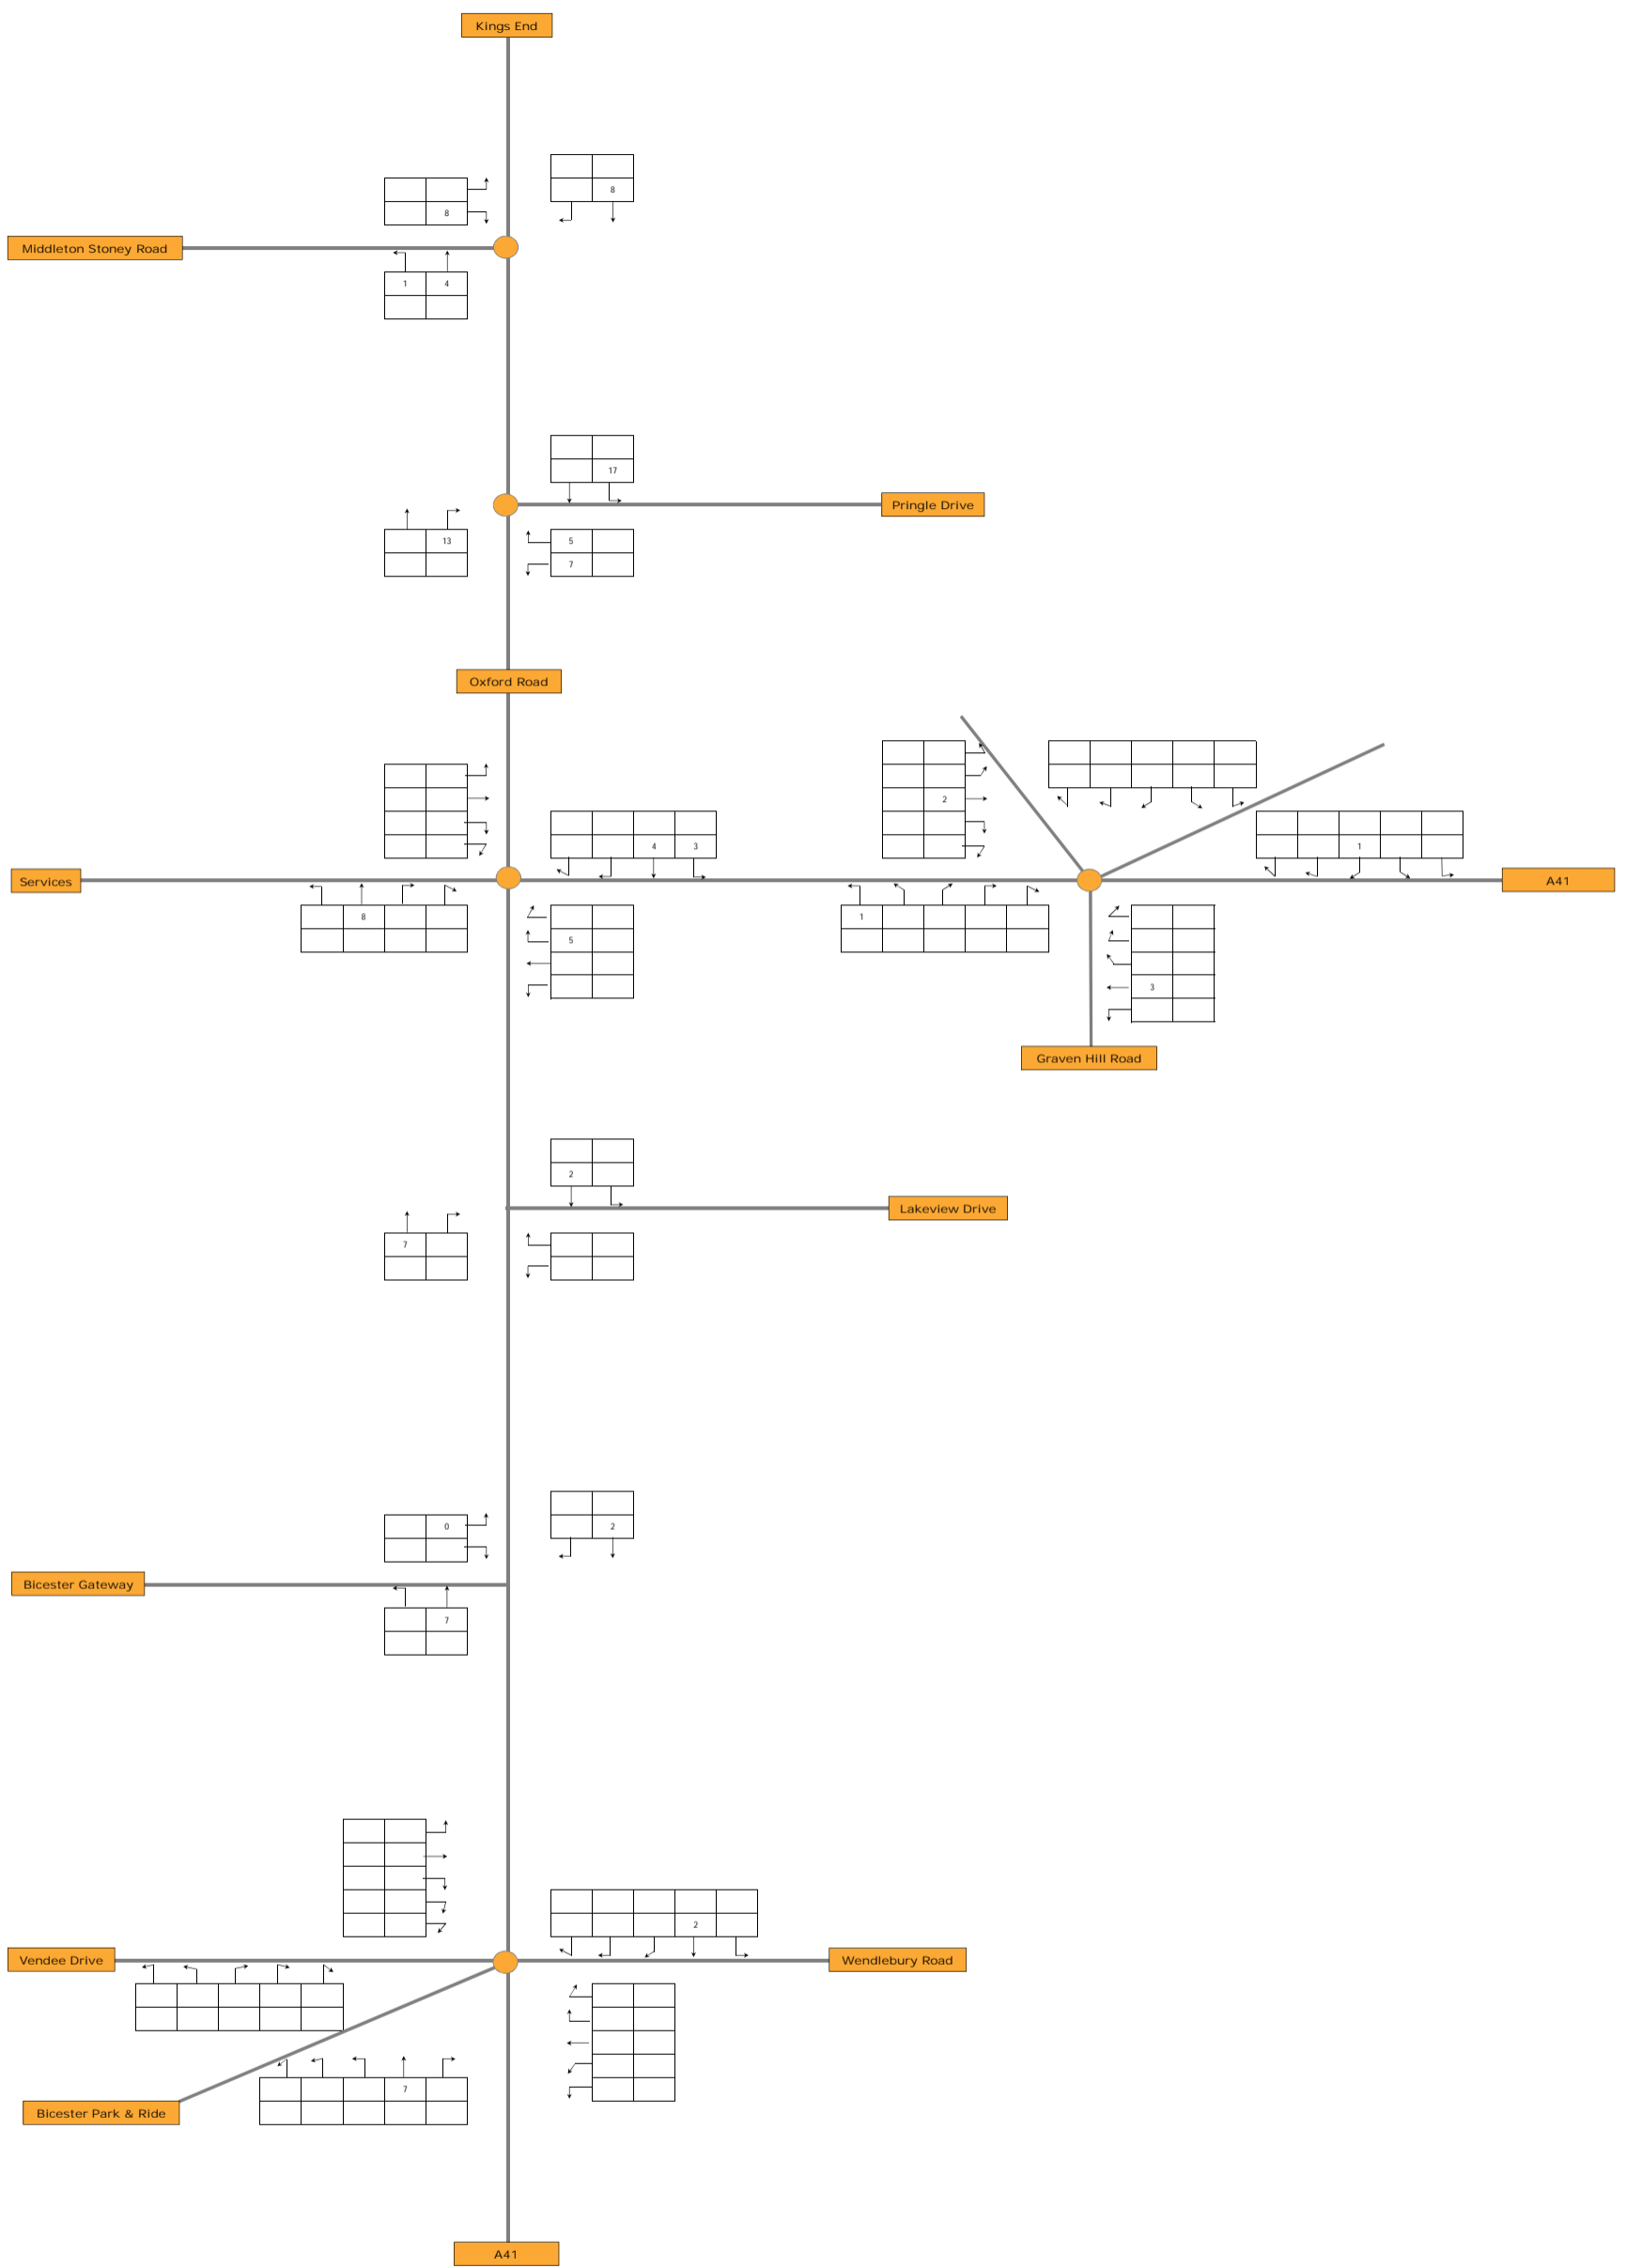 Kings End
8
8
Middleton Stoney Road
1 4
17
Pringle Drive
13 5
7
Oxford Road
2
4 3 1
Services A41
8 1
5
3
Graven Hill Road
2
Lakeview Drive
7
0 2
Bicester Gateway
7
2
Vendee Drive Wendlebury Road
7
Bicester Park & Ride
A41